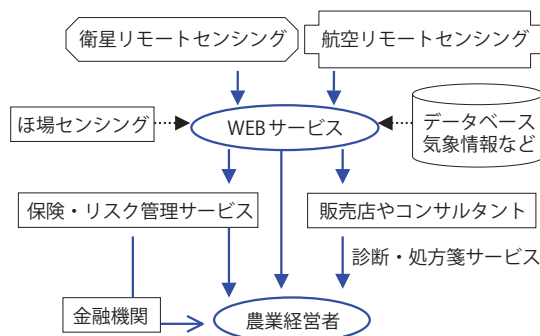 衛星リモートセンシング
航空リモートセンシング
ほ場センシング
WEBサービス
データベース
気象情報など
保険・リスク管理サービス
販売店やコンサルタント
診断・処方箋サービス
金融機関
農業経営者